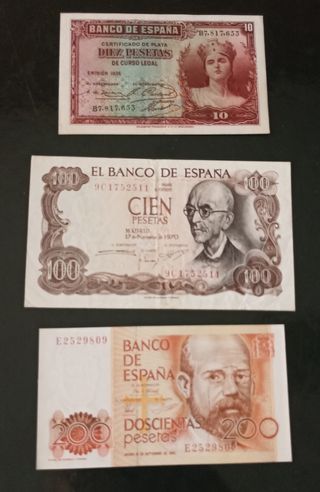 BANCO DE ESPAÑA 10
CERTIFICADO DE PLATA
DIEZ PESETAS
DE CURSO LEGAL
EMISIÓN 1935
B7,817,653
B7,817,653
10
100 EL BANCO DE ESPAÑA 100
9C1752511
CIEN
PESETAS
MADRID
17 de Noviembre de 1970
9C1752511
100 100
E2529809
BANCO
DE
ESPAÑA
200 DOSCIENTAS 200
pesetas
E2529809